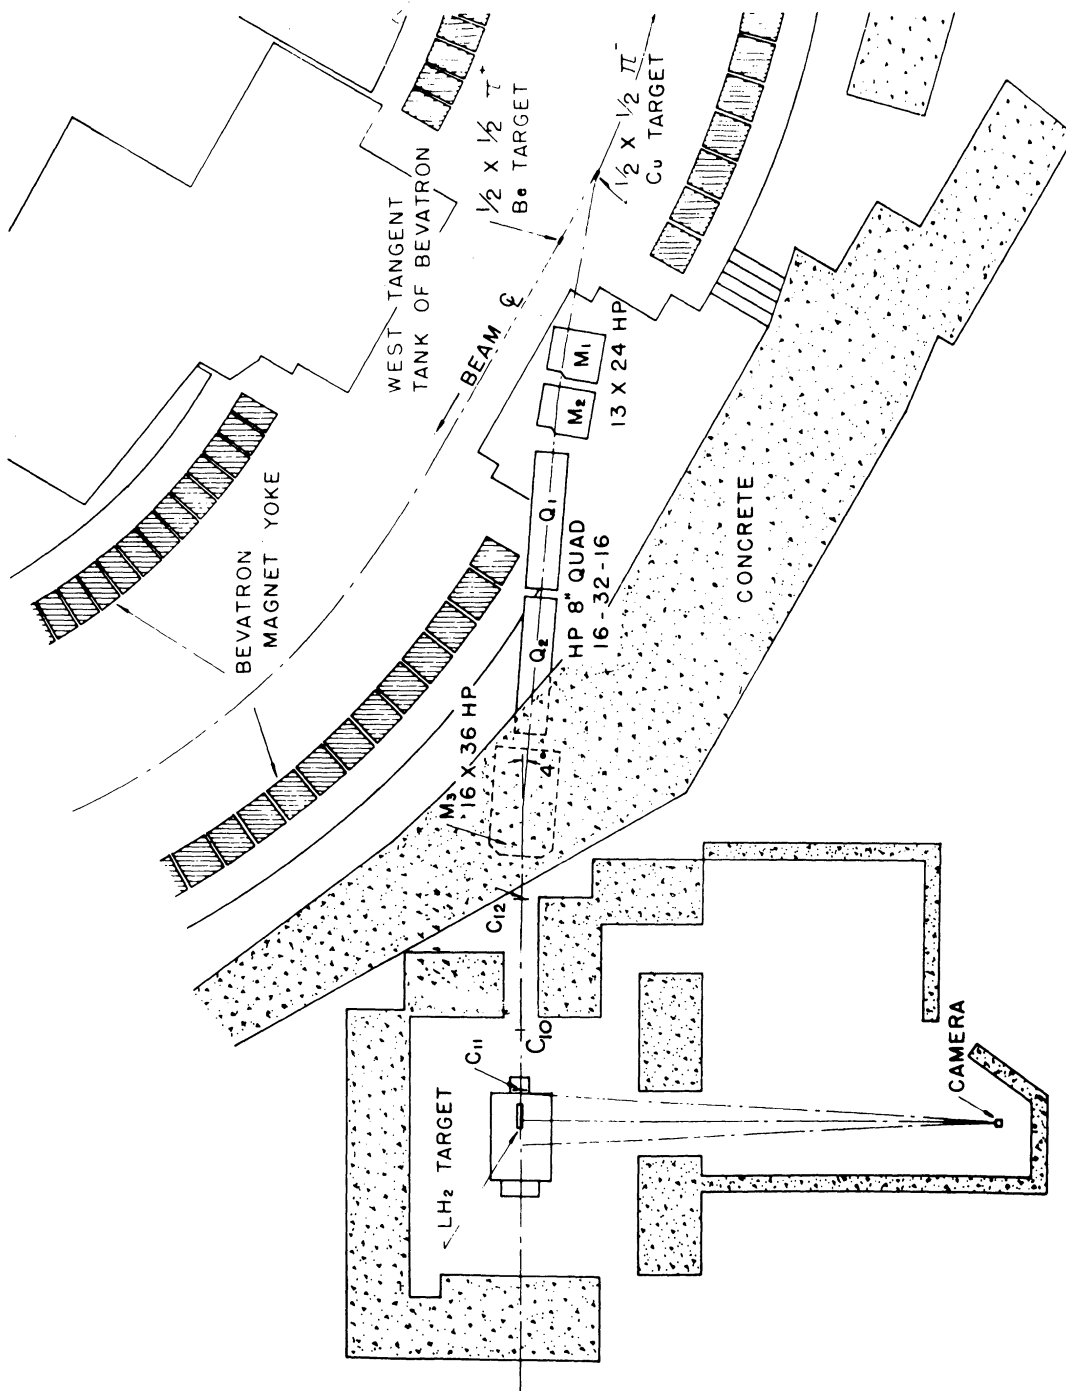 ½ X ½ π⁺
Be TARGET
½ X ½ π⁻
Cu TARGET
WEST TANGENT
TANK OF BEVATRON
BEAM ℄
M1
M2
13 X 24 HP
BEVATRON
MAGNET YOKE
Q1
Q2
HP 8" QUAD
16-32-16
CONCRETE
M3
16 X 36 HP
4°
C12
C10
C11
LH2 TARGET
CAMERA